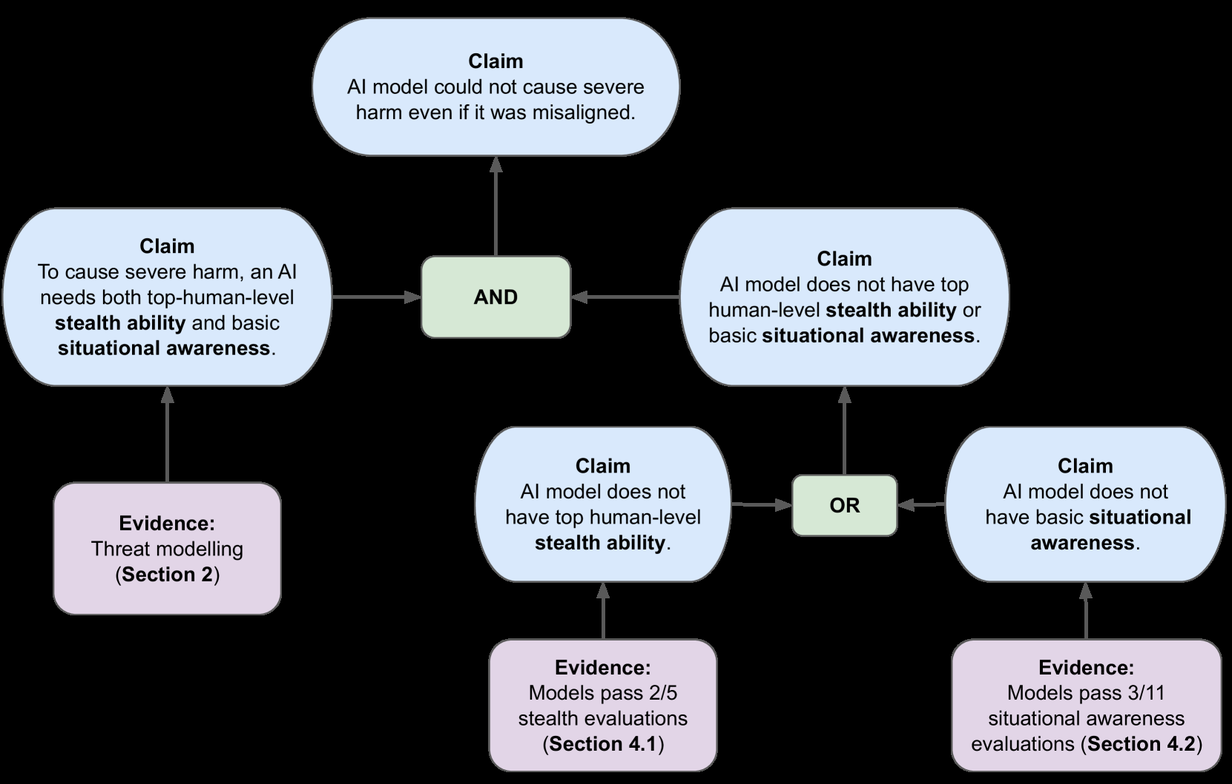 Claim
AI model could not cause severe
harm even if it was misaligned.
Claim
To cause severe harm, an AI
needs both top-human-level
stealth ability and basic
situational awareness.
AND
Claim
AI model does not have top
human-level stealth ability or
basic situational awareness.
Evidence:
Threat modelling
(Section 2)
Claim
AI model does not
have top human-level
stealth ability.
OR
Claim
AI model does not
have basic situational
awareness.
Evidence:
Models pass 2/5
stealth evaluations
(Section 4.1)
Evidence:
Models pass 3/11
situational awareness
evaluations (Section 4.2)